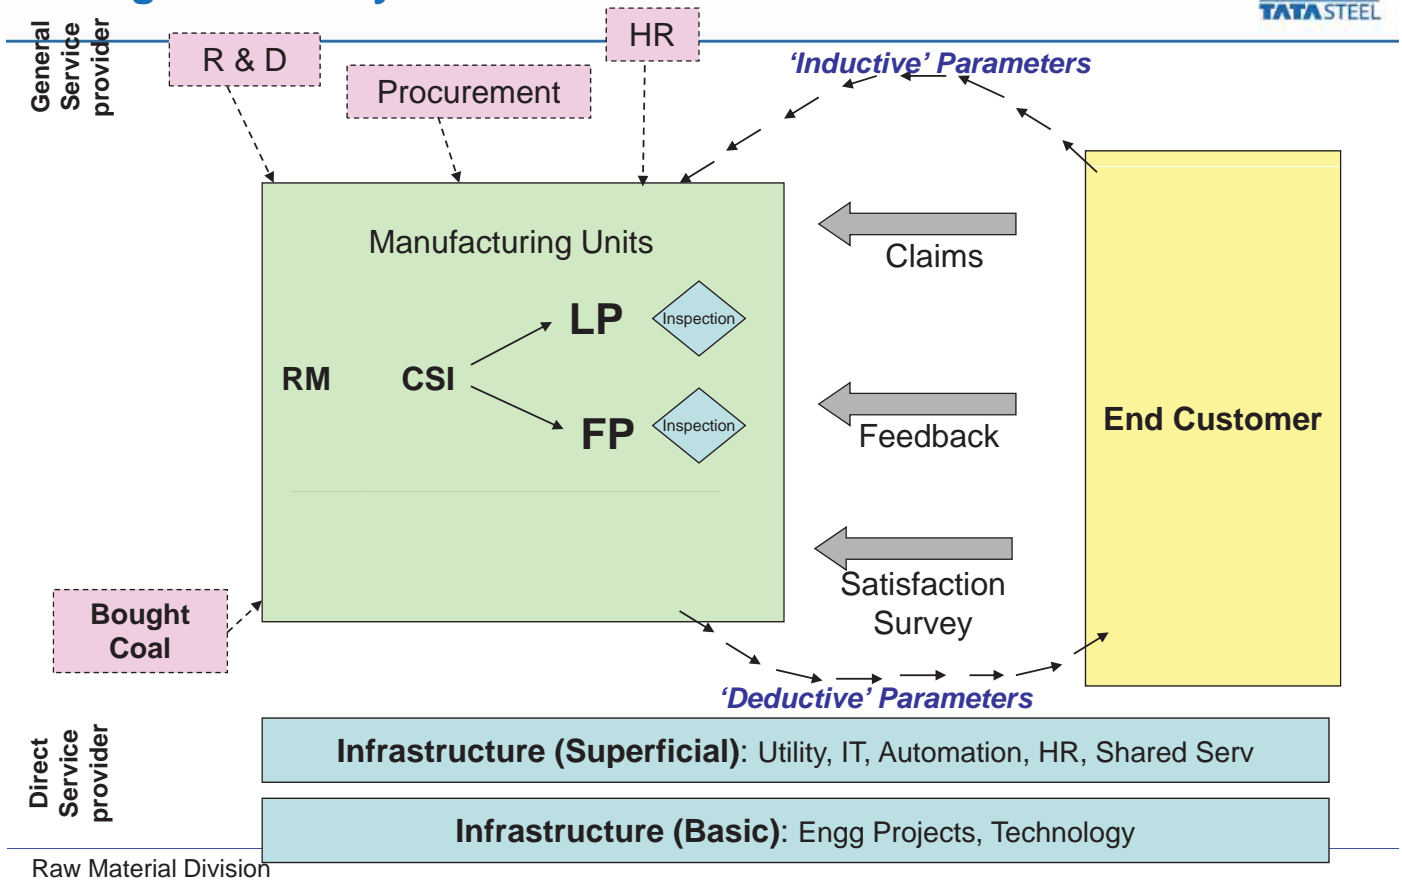 TATA STEEL
General
Service
provider
R & D
Procurement
HR
‘Inductive’ Parameters
Manufacturing Units
LP
Inspection
RM
CSI
FP
Inspection
Claims
Feedback
Satisfaction
Survey
End Customer
Bought
Coal
‘Deductive’ Parameters
Direct
Service
provider
Infrastructure (Superficial): Utility, IT, Automation, HR, Shared Serv
Infrastructure (Basic): Engg Projects, Technology
Raw Material Division